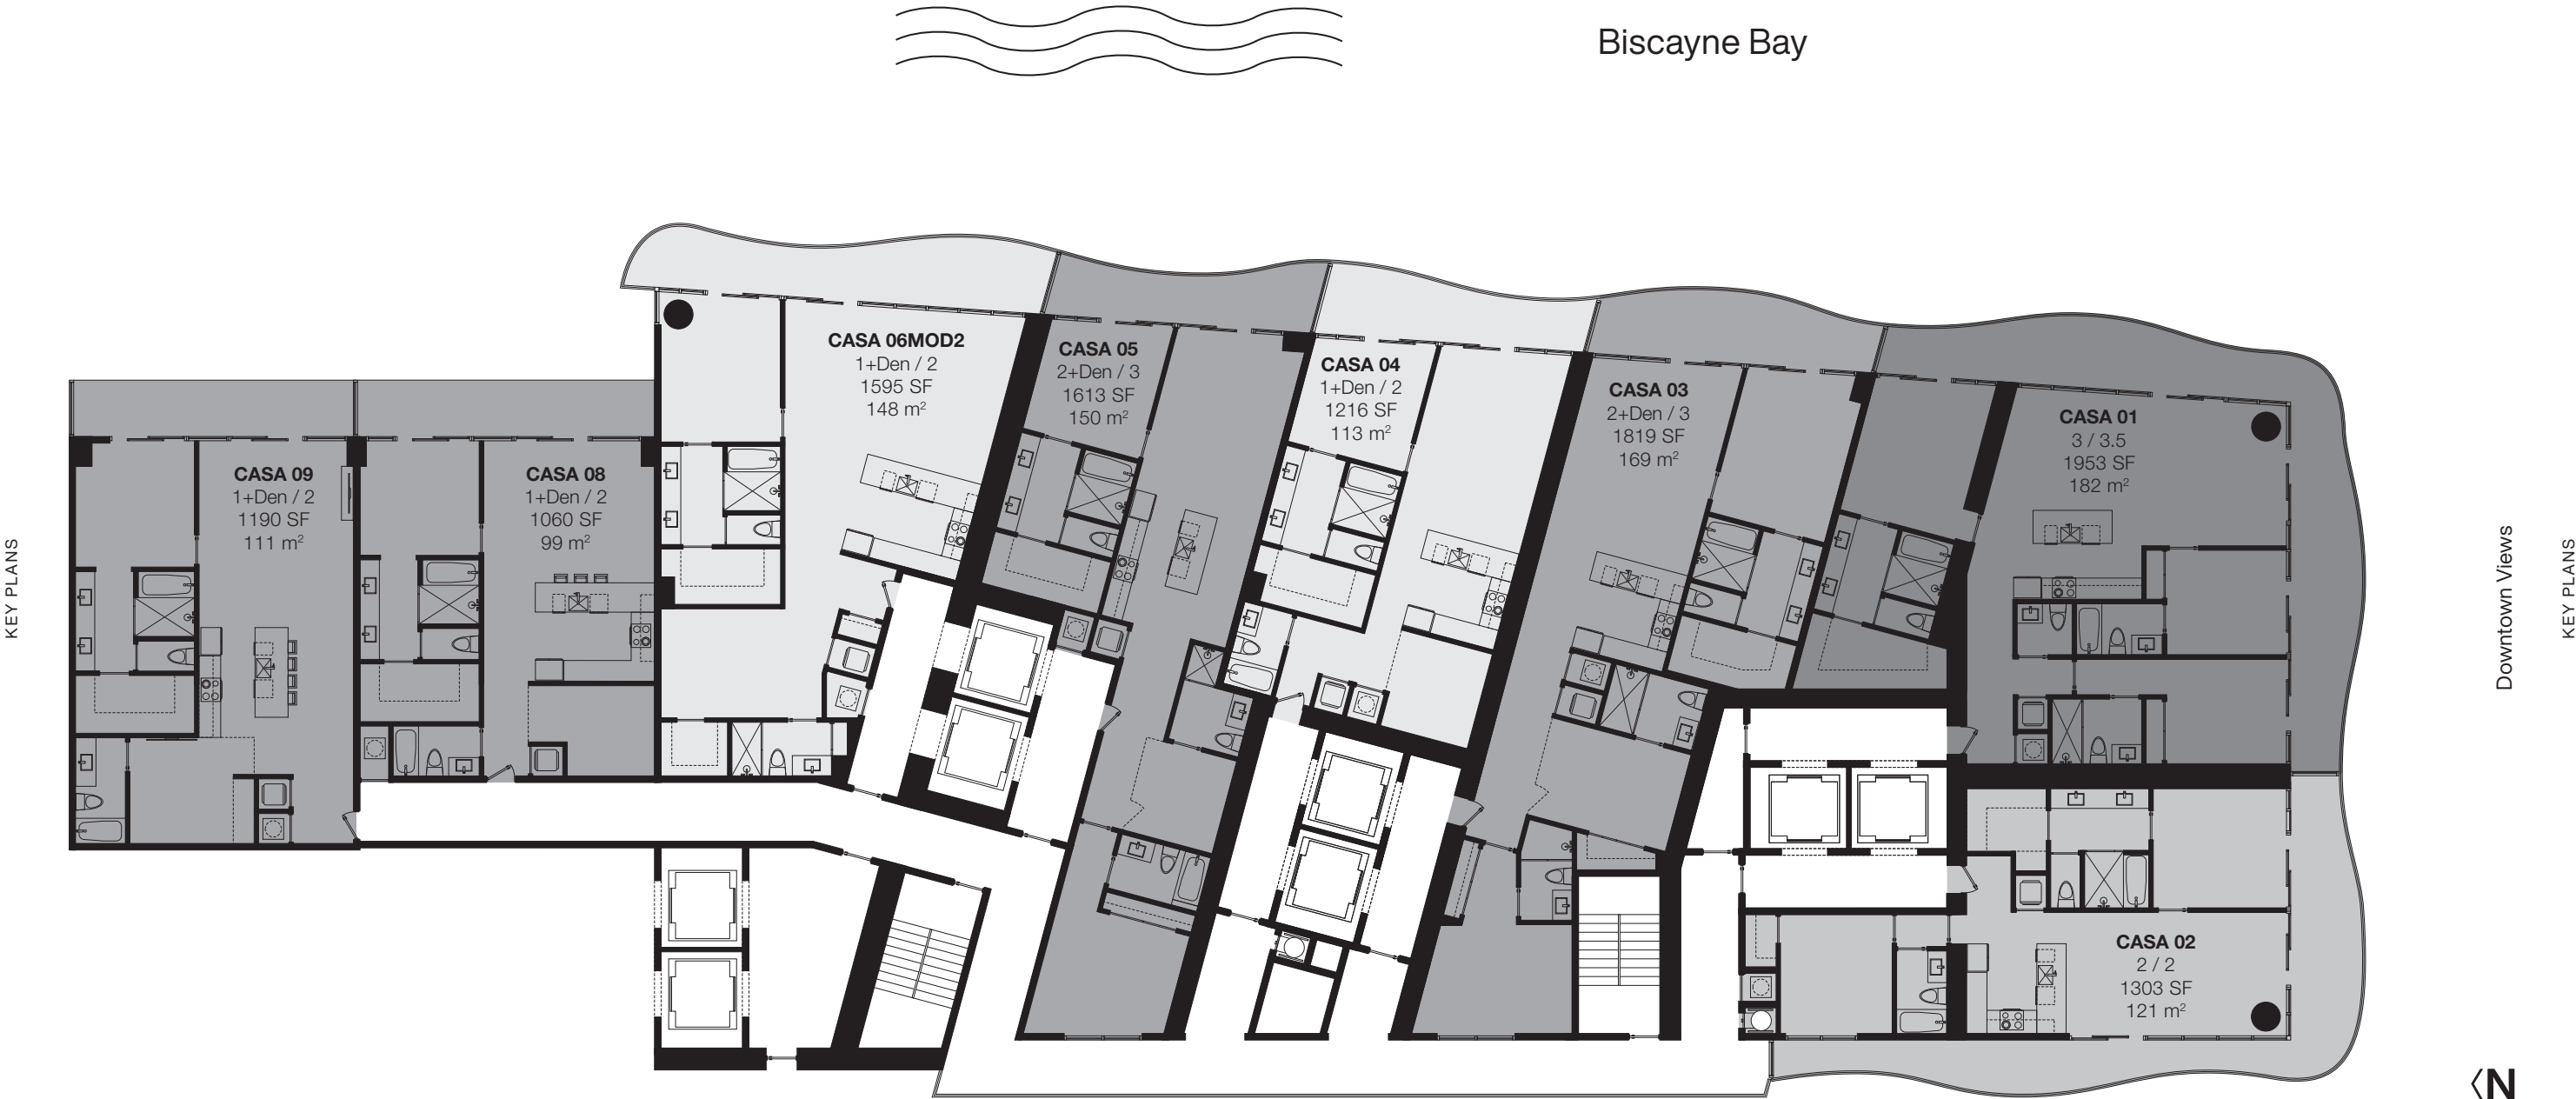 Biscayne Bay
KEY PLANS
CASA 09
1+Den / 2
1190 SF
111 m²
CASA 08
1+Den / 2
1060 SF
99 m²
CASA 06MOD2
1+Den / 2
1595 SF
148 m²
CASA 05
2+Den / 3
1613 SF
150 m²
CASA 04
1+Den / 2
1216 SF
113 m²
CASA 03
2+Den / 3
1819 SF
169 m²
CASA 01
3 / 3.5
1953 SF
182 m²
CASA 02
2 / 2
1303 SF
121 m²
Downtown Views
KEY PLANS
N